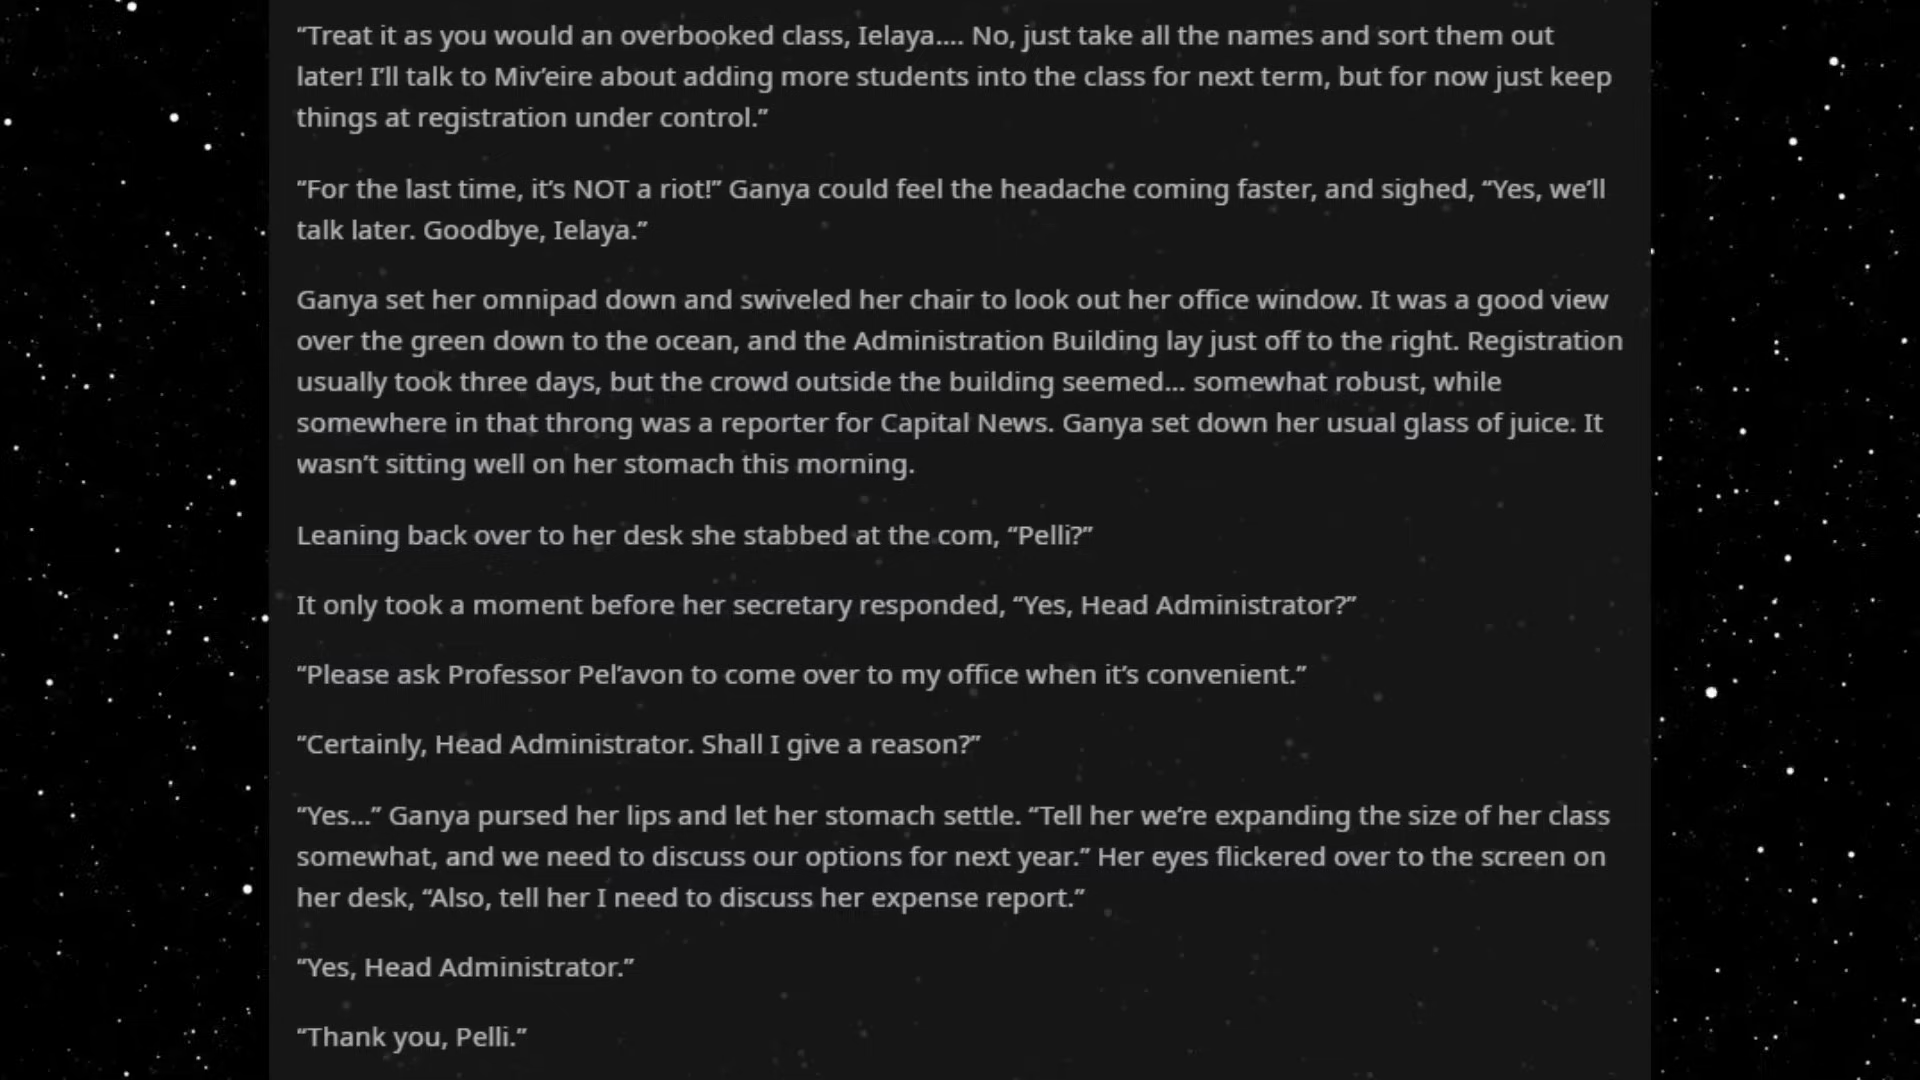 “Treat it as you would an overbooked class, Ielaya.... No, just take all the names and sort them out
later! I’ll talk to Miv’eire about adding more students into the class for next term, but for now just keep
things at registration under control.”
“For the last time, it’s NOT a riot!” Ganya could feel the headache coming faster, and sighed, “Yes, we’ll
talk later. Goodbye, Ielaya.”
Ganya set her omnipad down and swiveled her chair to look out her office window. It was a good view
over the green down to the ocean, and the Administration Building lay just off to the right. Registration
usually took three days, but the crowd outside the building seemed... somewhat robust, while
somewhere in that throng was a reporter for Capital News. Ganya set down her usual glass of juice. It
wasn’t sitting well on her stomach this morning.
Leaning back over to her desk she stabbed at the com, “Pelli?”
It only took a moment before her secretary responded, “Yes, Head Administrator?”
“Please ask Professor Pel’avon to come over to my office when it’s convenient.”
“Certainly, Head Administrator. Shall I give a reason?”
“Yes...” Ganya pursed her lips and let her stomach settle. “Tell her we’re expanding the size of her class
somewhat, and we need to discuss our options for next year.” Her eyes flickered over to the screen on
her desk, “Also, tell her I need to discuss her expense report.”
“Yes, Head Administrator.”
“Thank you, Pelli.”